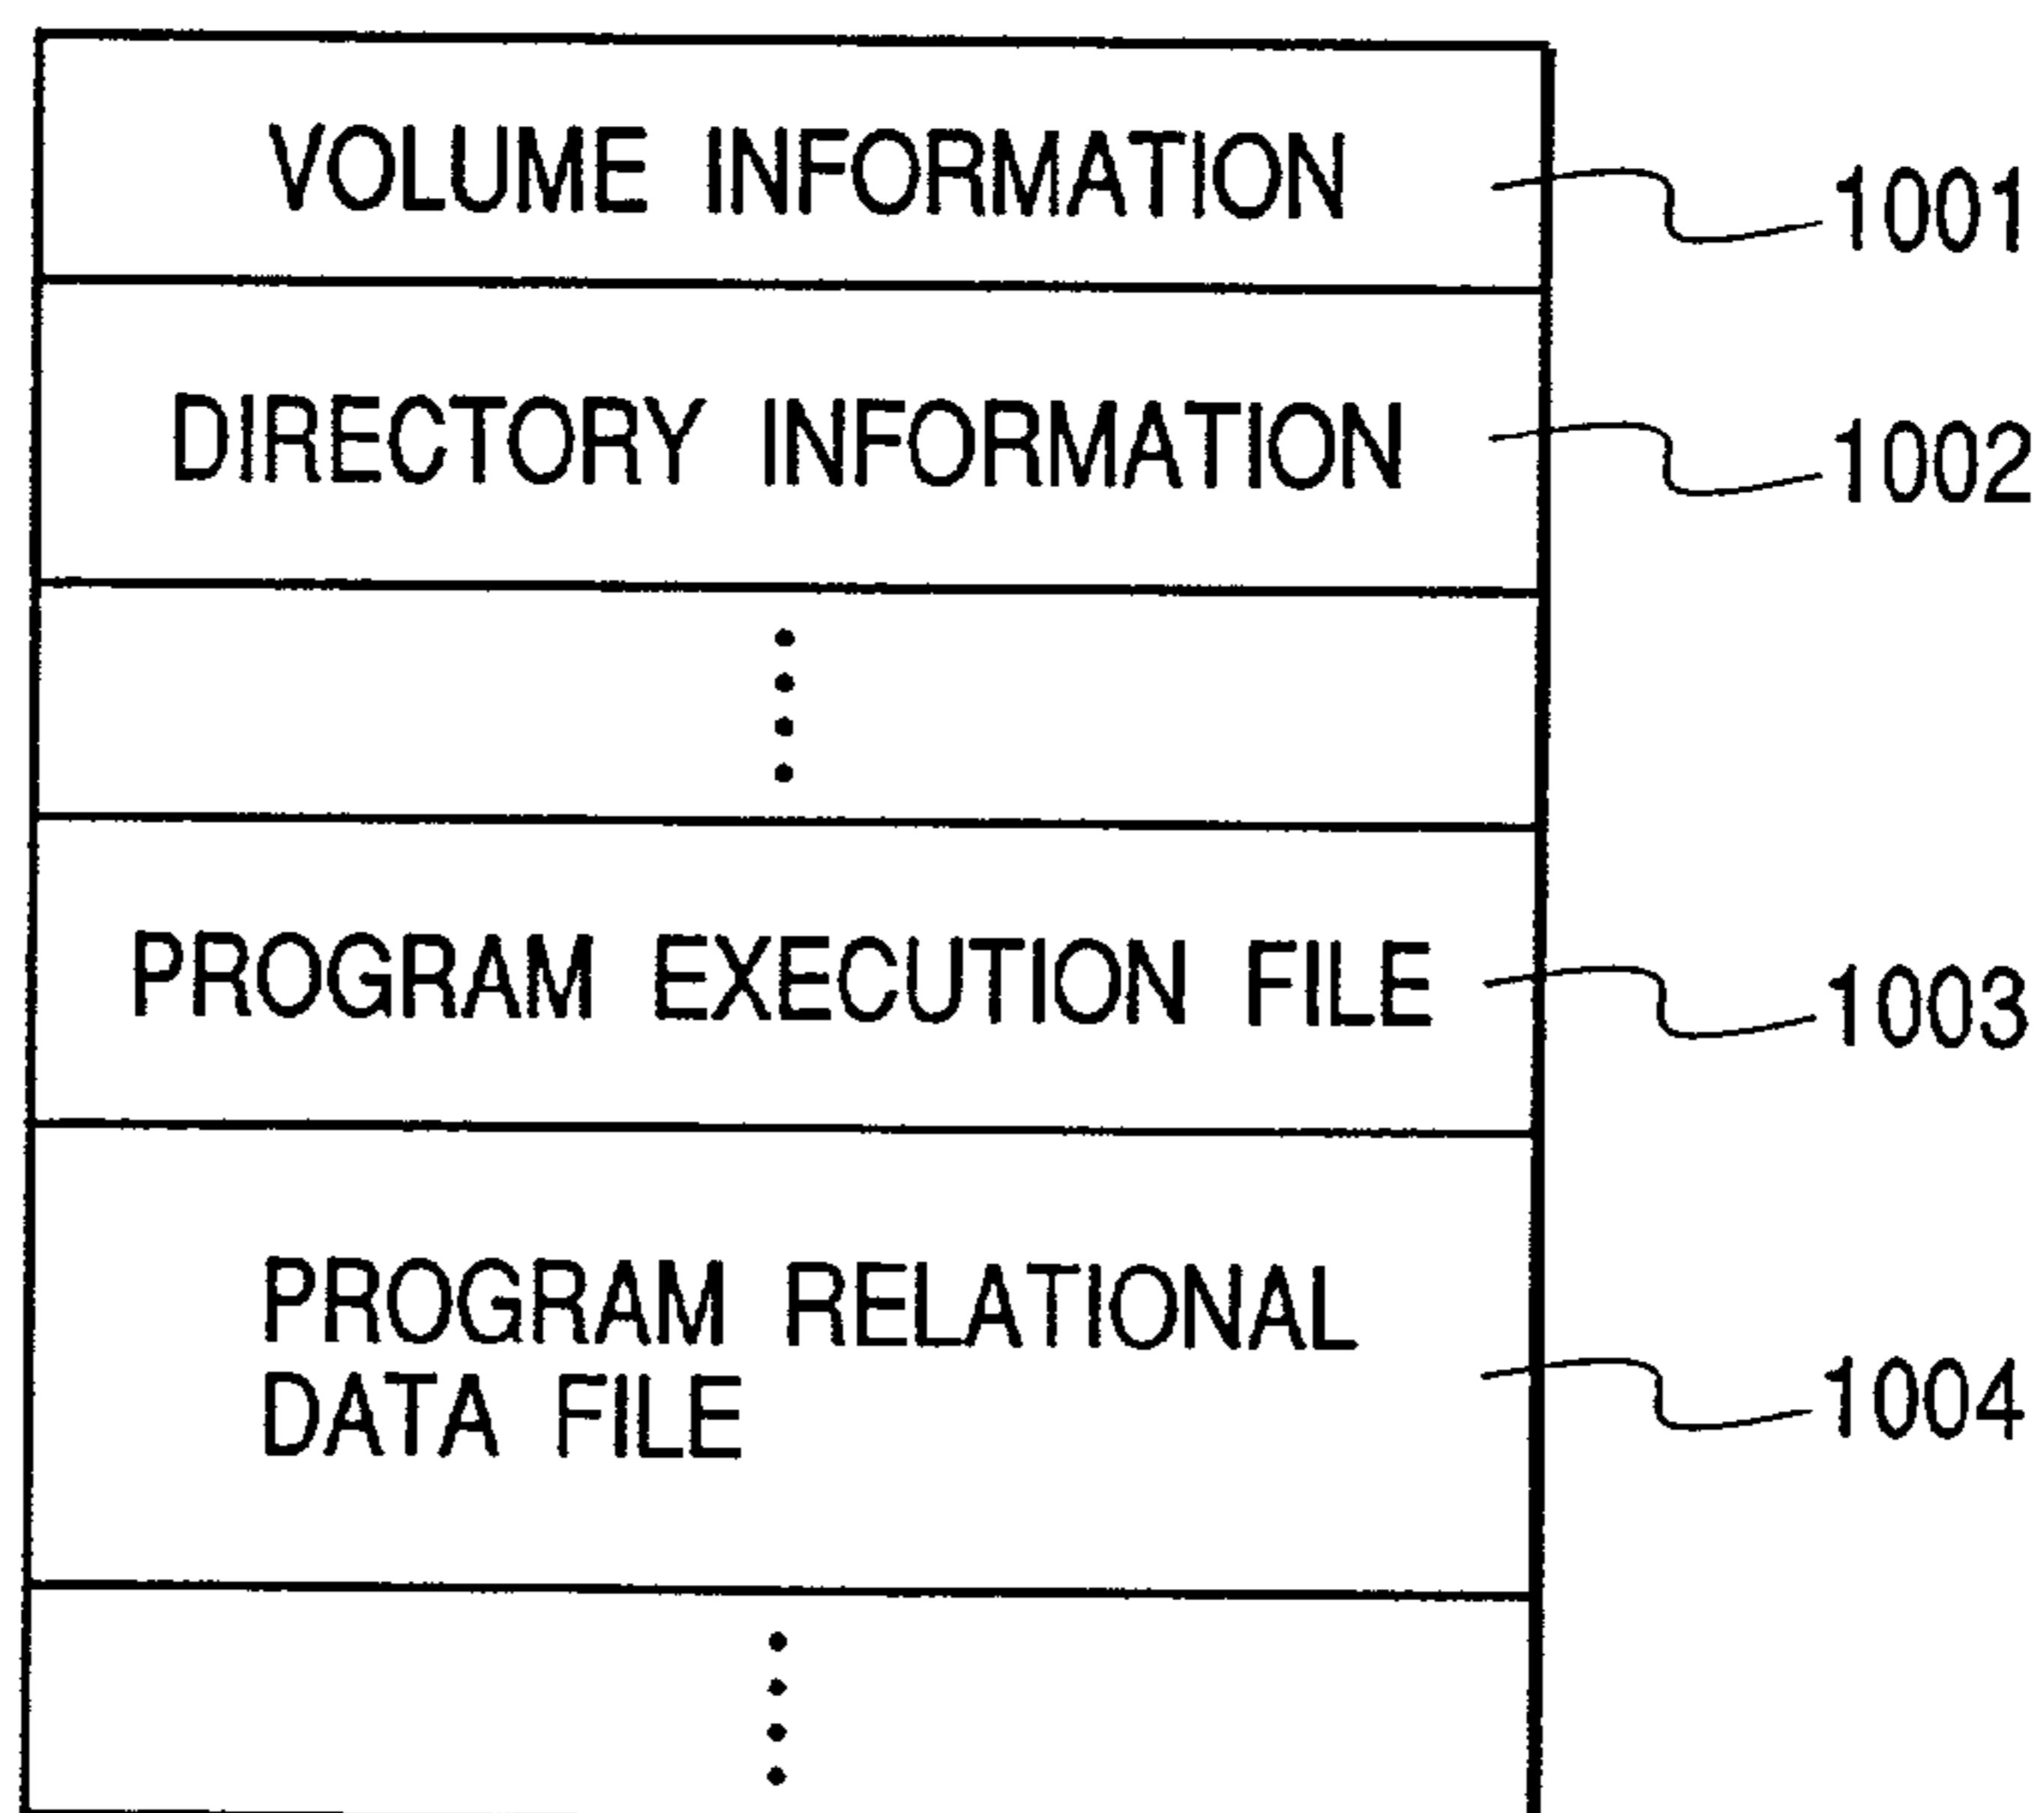 VOLUME INFORMATION
1001
DIRECTORY INFORMATION
1002
PROGRAM EXECUTION FILE
1003
PROGRAM RELATIONAL
DATA FILE
1004